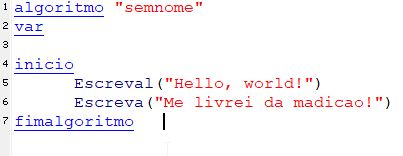 1 algoritmo "semnome"
2 var
3
4 inicio
5 Escreval("Hello, world!")
6 Escreva("Me livrei da madicao!")
7 fimalgoritmo